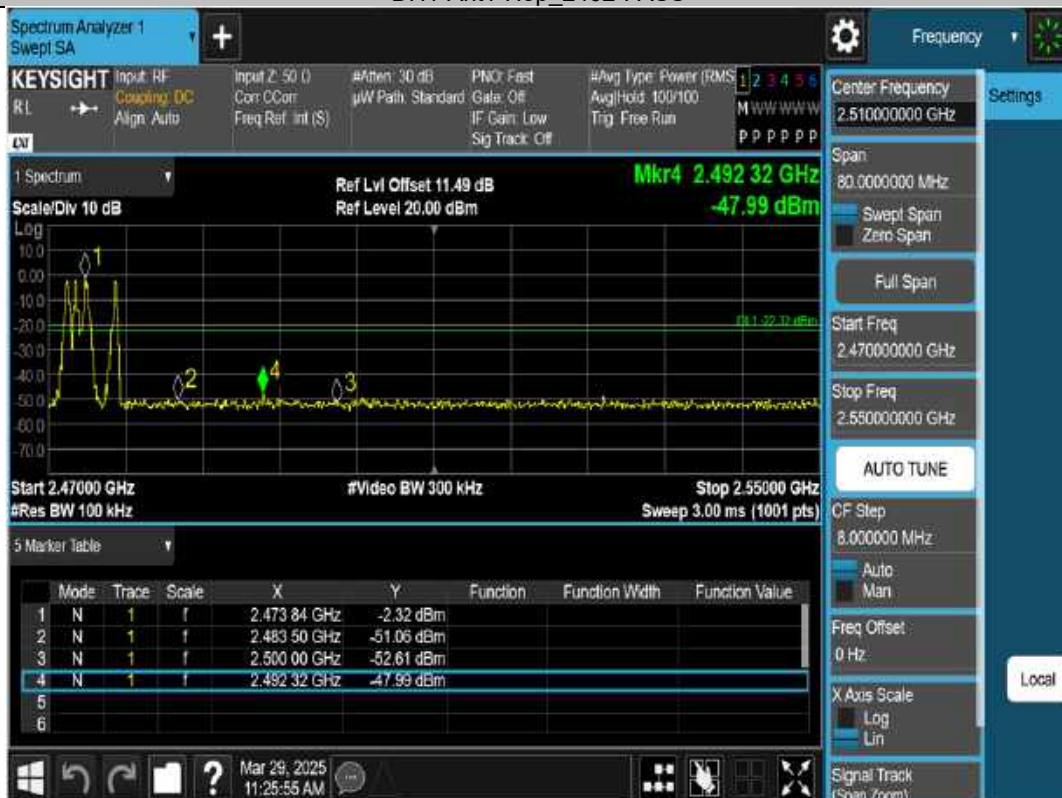 Spectrum Analyzer 1
Swept SA
Frequency
KEYSIGHT
RL
Input: RF
Coupling: DC
Align: Auto
Input Z: 50 Ω
Corr CCorr
Freq Ref: Int (S)
#Atten: 30 dB
µW Path: Standard
PNO: Fast
Gate: Off
IF Gain: Low
Sig Track: Off
#Avg Type: Power (RMS
Avg|Hold: 100/100
Trig: Free Run
1 2 3 4 5 6
M W W W W W
P P P P P P
1 Spectrum
Scale/Div 10 dB
Ref Lvl Offset 11.49 dB
Ref Level 20.00 dBm
Mkr4 2.492 32 GHz
-47.99 dBm
Log
10.0
0.00
-10.0
-20.0
-30.0
-40.0
-50.0
-60.0
-70.0
1
2
4
3
DL1 -22.32 dBm
Start 2.47000 GHz
#Video BW 300 kHz
Stop 2.55000 GHz
#Res BW 100 kHz
Sweep 3.00 ms (1001 pts)
5 Marker Table
Mode Trace Scale X Y Function Function Width Function Value
1 N 1 f 2.473 84 GHz -2.32 dBm
2 N 1 f 2.483 50 GHz -51.06 dBm
3 N 1 f 2.500 00 GHz -52.61 dBm
4 N 1 f 2.492 32 GHz -47.99 dBm
5
6
Mar 29, 2025
11:25:55 AM
Center Frequency
2.510000000 GHz
Settings
Span
80.0000000 MHz
Swept Span
Zero Span
Full Span
Start Freq
2.470000000 GHz
Stop Freq
2.550000000 GHz
AUTO TUNE
CF Step
8.000000 MHz
Auto
Man
Freq Offset
0 Hz
Local
X Axis Scale
Log
Lin
Signal Track
(Span Zoom)